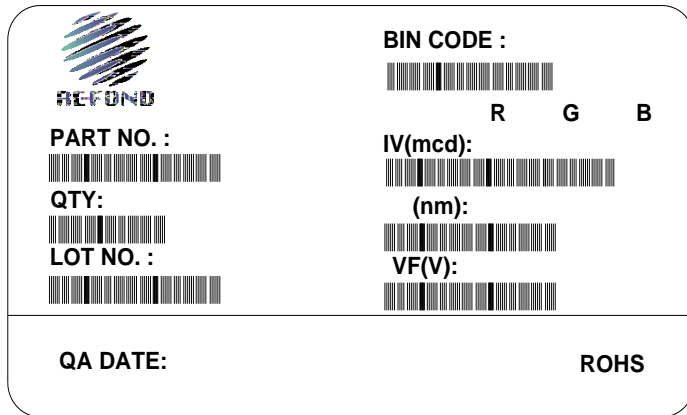 REFOND
BIN CODE :
R G B
PART NO. :
IV(mcd):
QTY:
(nm):
LOT NO. :
VF(V):
QA DATE:
ROHS